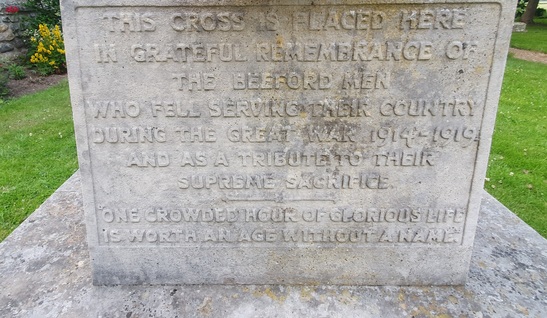 THIS CROSS IS PLACED HERE
IN GRATEFUL REMEMBRANCE OF
THE BEEFORD MEN
WHO FELL SERVING THEIR COUNTRY
DURING THE GREAT WAR 1914-1919
AND AS A TRIBUTE TO THEIR
SUPREME SACRIFICE.
"ONE CROWDED HOUR OF GLORIOUS LIFE
IS WORTH AN AGE WITHOUT A NAME."